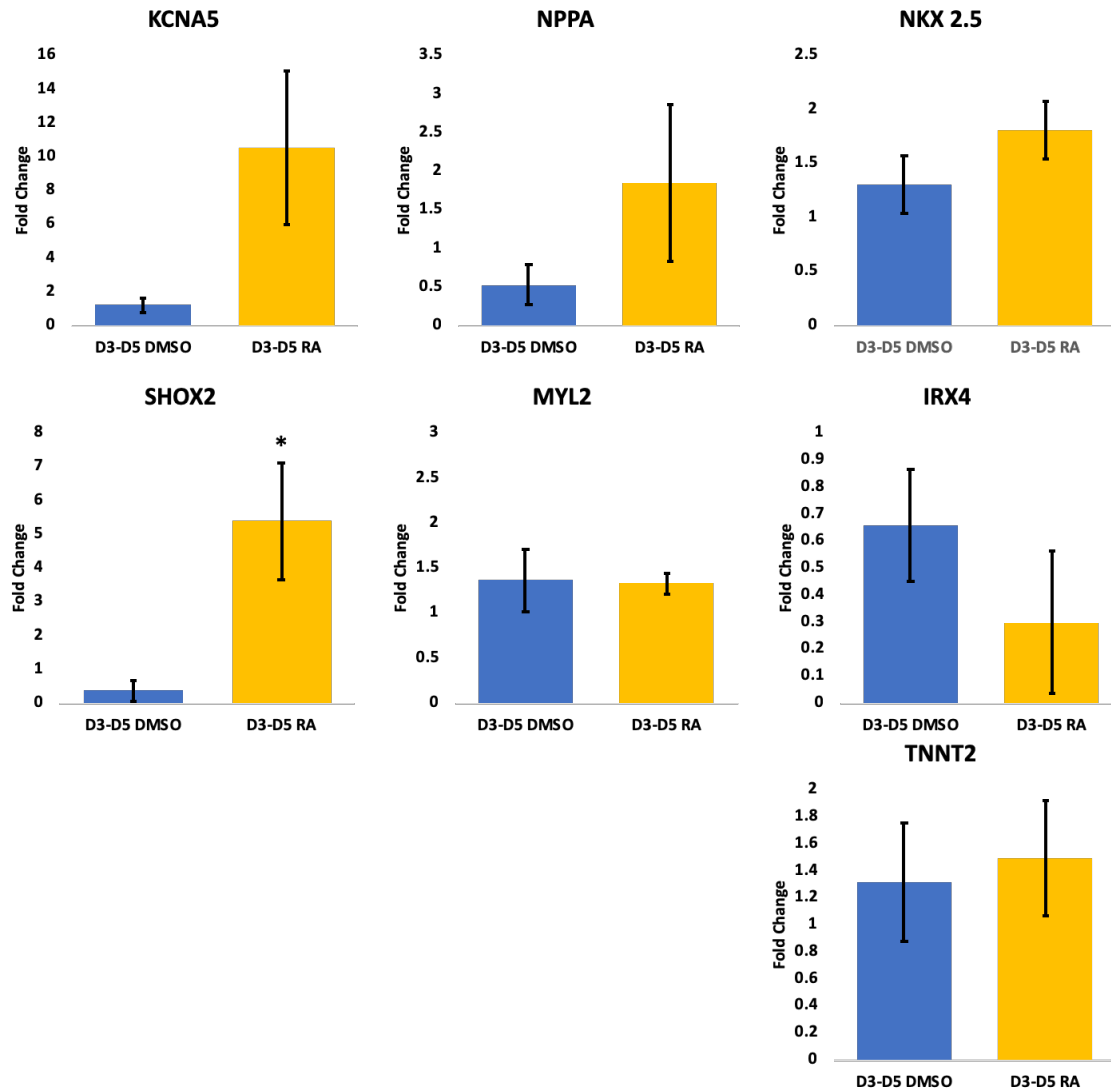 KCNA5
16
14
12
10
8
6
4
2
0
Fold Change
D3-D5 DMSO
D3-D5 RA
NPPA
3.5
3
2.5
2
1.5
1
0.5
0
Fold Change
D3-D5 DMSO
D3-D5 RA
NKX 2.5
2.5
2
1.5
1
0.5
0
Fold Change
D3-D5 DMSO
D3-D5 RA
SHOX2
8
7
6
5
4
3
2
1
0
Fold Change
*
D3-D5 DMSO
D3-D5 RA
MYL2
3
2.5
2
1.5
1
0.5
0
Fold Change
D3-D5 DMSO
D3-D5 RA
IRX4
1
0.9
0.8
0.7
0.6
0.5
0.4
0.3
0.2
0.1
0
Fold Change
D3-D5 DMSO
D3-D5 RA
TNNT2
2
1.8
1.6
1.4
1.2
1
0.8
0.6
0.4
0.2
0
Fold Change
D3-D5 DMSO
D3-D5 RA